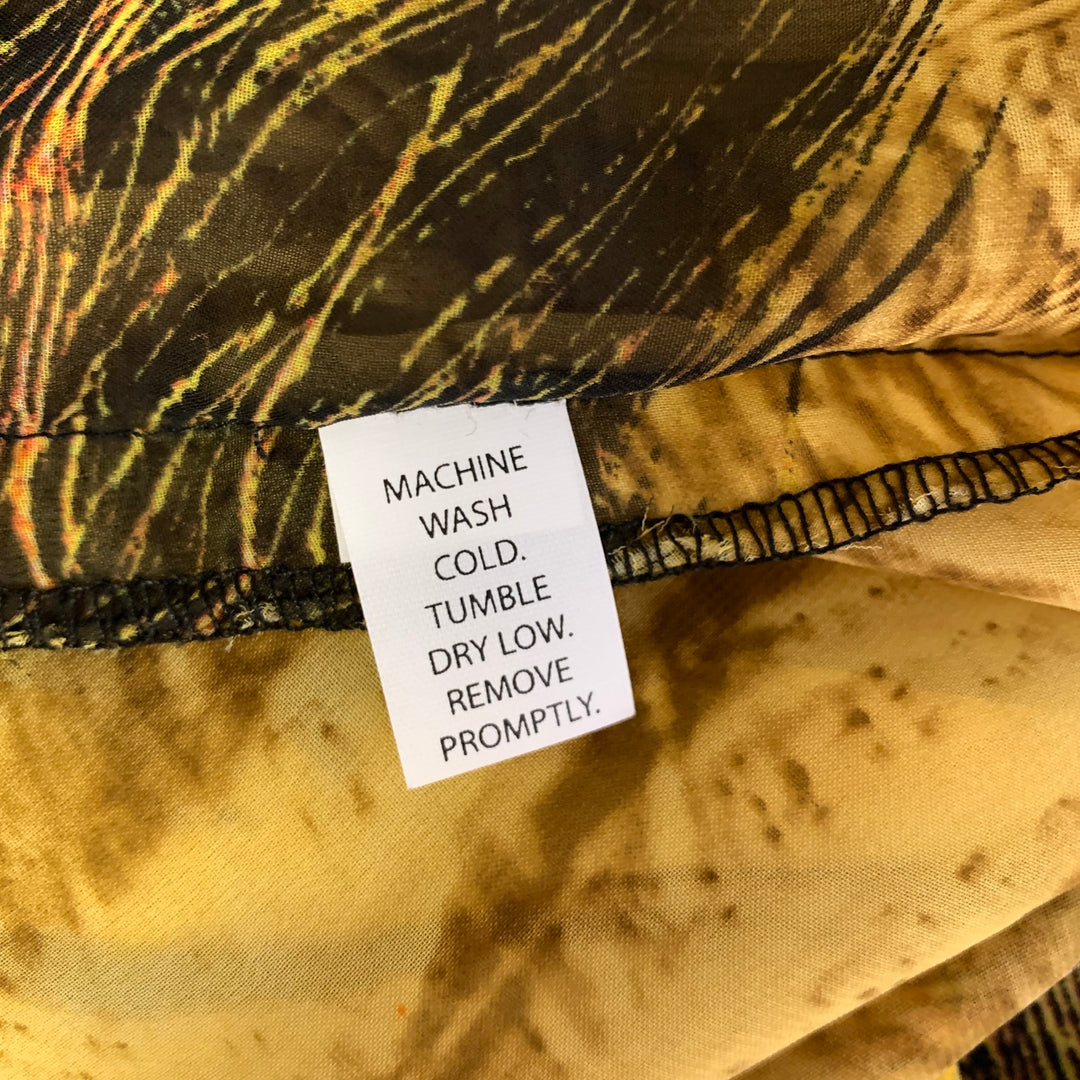 MACHINE
WASH
COLD.
TUMBLE
DRY LOW.
REMOVE
PROMPTLY.